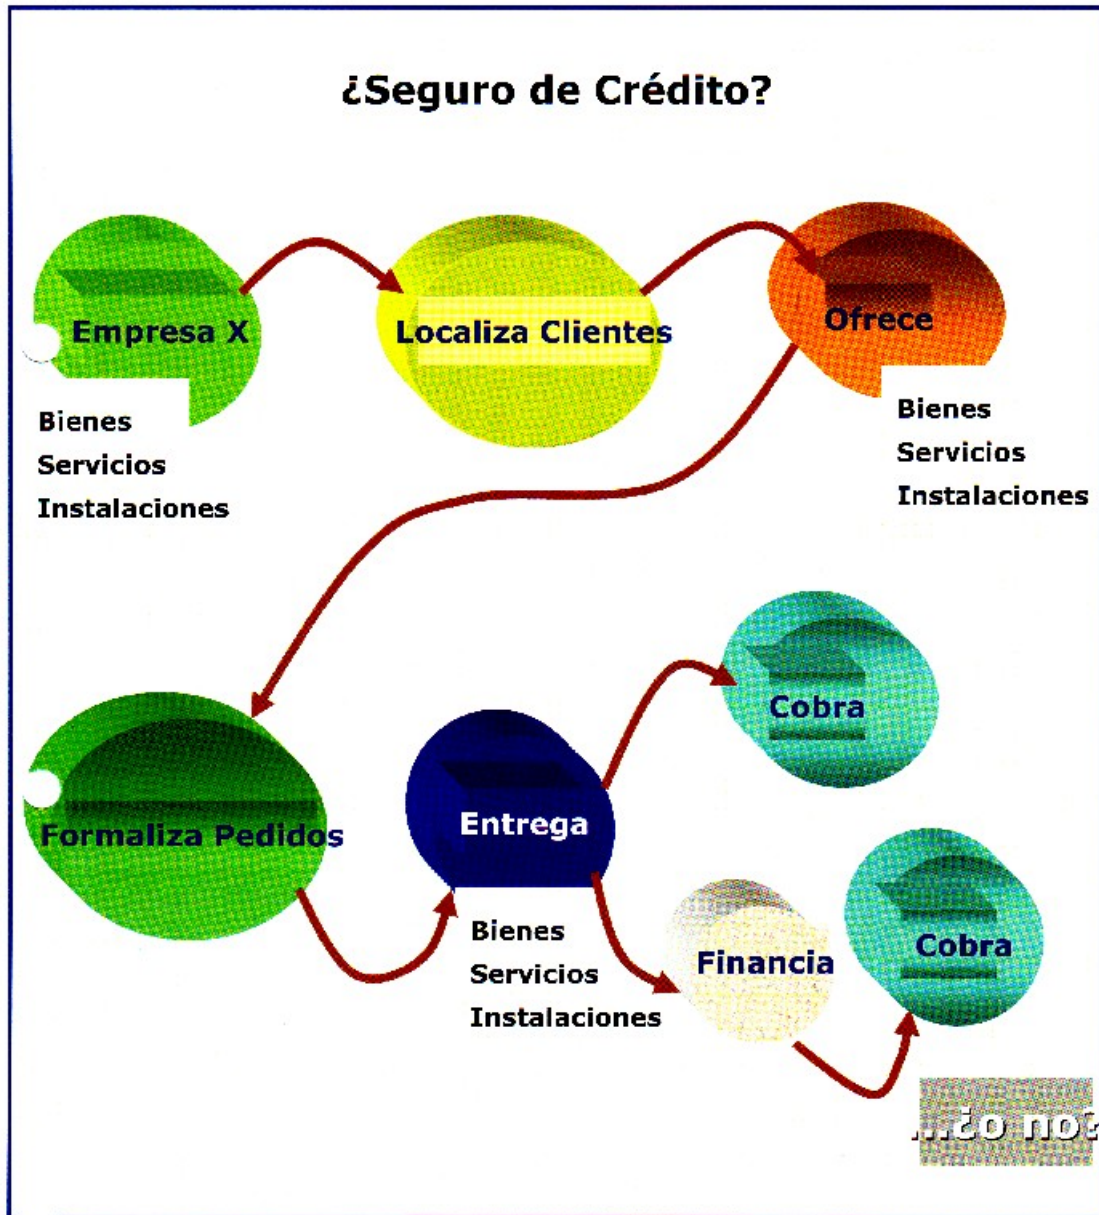 ¿Seguro de Crédito?
Empresa X
Bienes
Servicios
Instalaciones
Localiza Clientes
Ofrece
Bienes
Servicios
Instalaciones
Formaliza Pedidos
Entrega
Bienes
Servicios
Instalaciones
Cobra
Financia
Cobra
...¿o no?